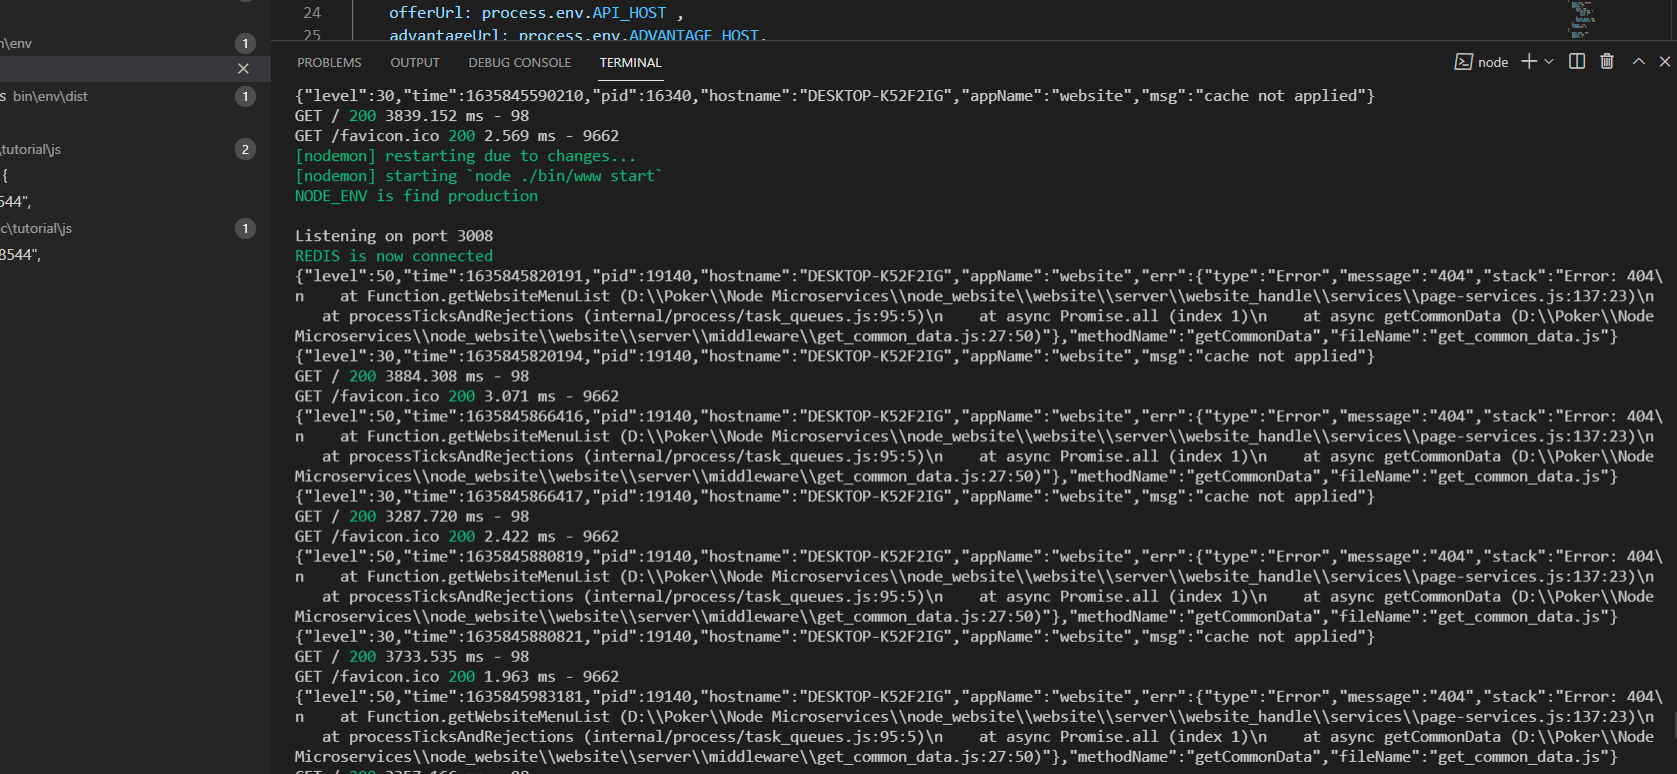 24 offerUrl: process.env.API_HOST ,
25 advantageUrl: process.env.ADVANTAGE_HOST,
n\env 1
s bin\env\dist 1
\tutorial\js 2
{
544",
c\tutorial\js 1
8544",
PROBLEMS OUTPUT DEBUG CONSOLE TERMINAL node
{"level":30,"time":1635845590210,"pid":16340,"hostname":"DESKTOP-K52F2IG","appName":"website","msg":"cache not applied"}
GET / 200 3839.152 ms - 98
GET /favicon.ico 200 2.569 ms - 9662
[nodemon] restarting due to changes...
[nodemon] starting `node ./bin/www start`
NODE_ENV is find production
Listening on port 3008
REDIS is now connected
{"level":50,"time":1635845820191,"pid":19140,"hostname":"DESKTOP-K52F2IG","appName":"website","err":{"type":"Error","message":"404","stack":"Error: 404\
n    at Function.getWebsiteMenuList (D:\\Poker\\Node Microservices\\node_website\\website\\server\\website_handle\\services\\page-services.js:137:23)\n
at processTicksAndRejections (internal/process/task_queues.js:95:5)\n    at async Promise.all (index 1)\n    at async getCommonData (D:\\Poker\\Node
Microservices\\node_website\\website\\server\\middleware\\get_common_data.js:27:50)"},"methodName":"getCommonData","fileName":"get_common_data.js"}
{"level":30,"time":1635845820194,"pid":19140,"hostname":"DESKTOP-K52F2IG","appName":"website","msg":"cache not applied"}
GET / 200 3884.308 ms - 98
GET /favicon.ico 200 3.071 ms - 9662
{"level":50,"time":1635845866416,"pid":19140,"hostname":"DESKTOP-K52F2IG","appName":"website","err":{"type":"Error","message":"404","stack":"Error: 404\
n    at Function.getWebsiteMenuList (D:\\Poker\\Node Microservices\\node_website\\website\\server\\website_handle\\services\\page-services.js:137:23)\n
at processTicksAndRejections (internal/process/task_queues.js:95:5)\n    at async Promise.all (index 1)\n    at async getCommonData (D:\\Poker\\Node
Microservices\\node_website\\website\\server\\middleware\\get_common_data.js:27:50)"},"methodName":"getCommonData","fileName":"get_common_data.js"}
{"level":30,"time":1635845866417,"pid":19140,"hostname":"DESKTOP-K52F2IG","appName":"website","msg":"cache not applied"}
GET / 200 3287.720 ms - 98
GET /favicon.ico 200 2.422 ms - 9662
{"level":50,"time":1635845880819,"pid":19140,"hostname":"DESKTOP-K52F2IG","appName":"website","err":{"type":"Error","message":"404","stack":"Error: 404\
n    at Function.getWebsiteMenuList (D:\\Poker\\Node Microservices\\node_website\\website\\server\\website_handle\\services\\page-services.js:137:23)\n
at processTicksAndRejections (internal/process/task_queues.js:95:5)\n    at async Promise.all (index 1)\n    at async getCommonData (D:\\Poker\\Node
Microservices\\node_website\\website\\server\\middleware\\get_common_data.js:27:50)"},"methodName":"getCommonData","fileName":"get_common_data.js"}
{"level":30,"time":1635845880821,"pid":19140,"hostname":"DESKTOP-K52F2IG","appName":"website","msg":"cache not applied"}
GET / 200 3733.535 ms - 98
GET /favicon.ico 200 1.963 ms - 9662
{"level":50,"time":1635845983181,"pid":19140,"hostname":"DESKTOP-K52F2IG","appName":"website","err":{"type":"Error","message":"404","stack":"Error: 404\
n    at Function.getWebsiteMenuList (D:\\Poker\\Node Microservices\\node_website\\website\\server\\website_handle\\services\\page-services.js:137:23)\n
at processTicksAndRejections (internal/process/task_queues.js:95:5)\n    at async Promise.all (index 1)\n    at async getCommonData (D:\\Poker\\Node
Microservices\\node_website\\website\\server\\middleware\\get_common_data.js:27:50)"},"methodName":"getCommonData","fileName":"get_common_data.js"}